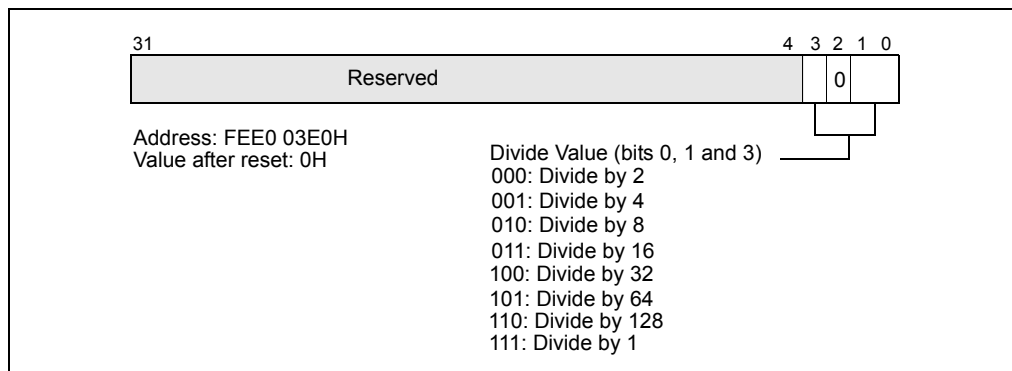 31 4 3 2 1 0
Reserved 0
Address: FEE0 03E0H
Value after reset: 0H
Divide Value (bits 0, 1 and 3)
000: Divide by 2
001: Divide by 4
010: Divide by 8
011: Divide by 16
100: Divide by 32
101: Divide by 64
110: Divide by 128
111: Divide by 1